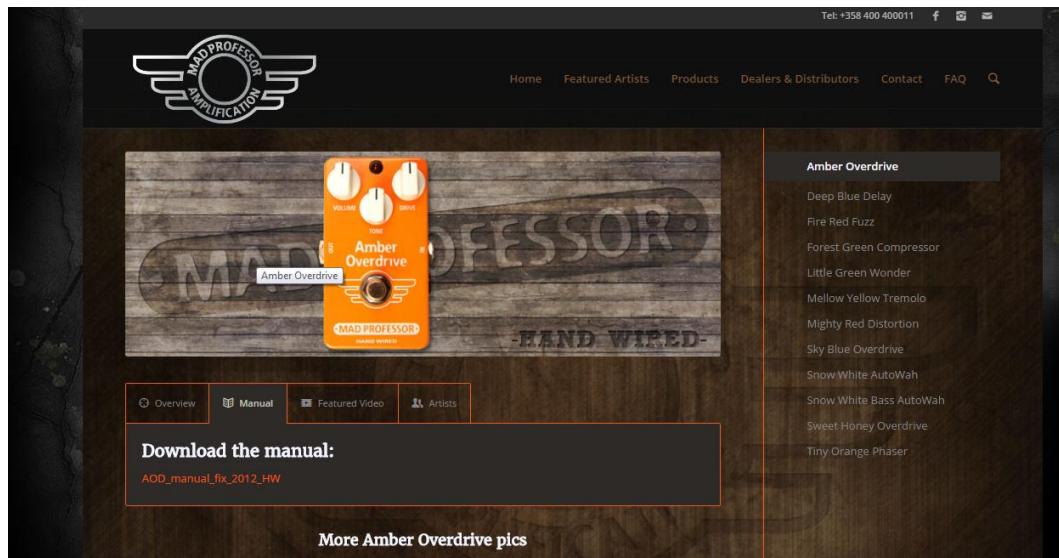 Tel: +358 400 400011
MAD PROFESSOR
AMPLIFICATION
Home Featured Artists Products Dealers & Distributors Contact FAQ
VOLUME DRIVE
TONE
OUT IN
Amber
Overdrive
Amber Overdrive
MAD PROFESSOR
HAND WIRED
MAD PROFESSOR
-HAND WIRED-
Overview Manual Featured Video Artists
Download the manual:
AOD_manual_fix_2012_HW
More Amber Overdrive pics
Amber Overdrive
Deep Blue Delay
Fire Red Fuzz
Forest Green Compressor
Little Green Wonder
Mellow Yellow Tremolo
Mighty Red Distortion
Sky Blue Overdrive
Snow White AutoWah
Snow White Bass AutoWah
Sweet Honey Overdrive
Tiny Orange Phaser